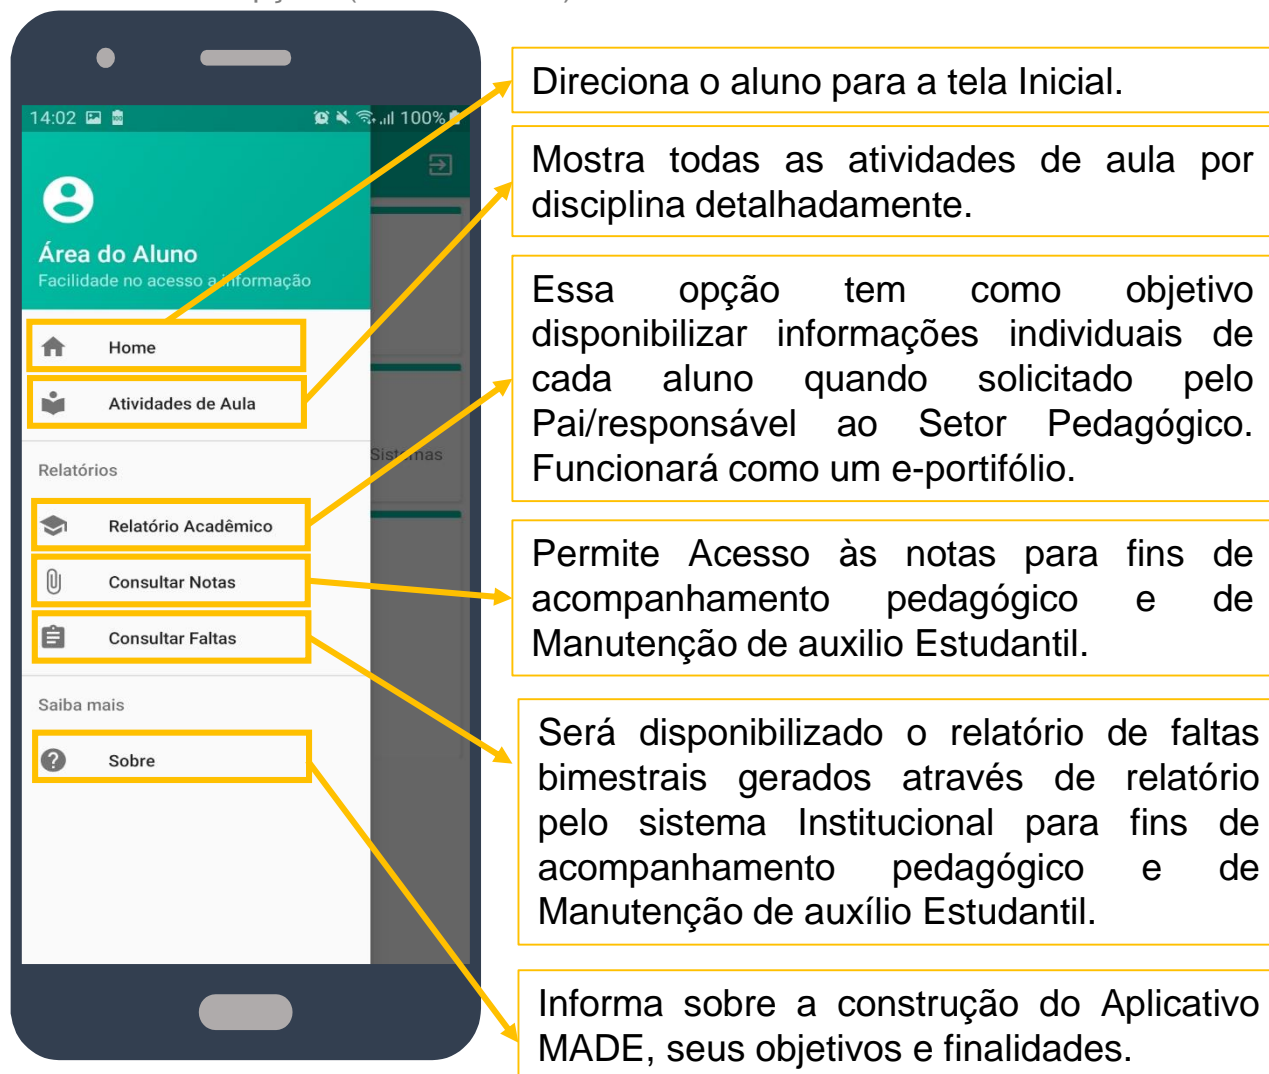 14:02
100%
Área do Aluno
Facilidade no acesso a informação
Home
Atividades de Aula
Relatórios
Relatório Acadêmico
Consultar Notas
Consultar Faltas
Saiba mais
Sobre
Sistemas
Direciona o aluno para a tela Inicial.
Mostra todas as atividades de aula por
disciplina detalhadamente.
Essa opção tem como objetivo
disponibilizar informações individuais de
cada aluno quando solicitado pelo
Pai/responsável ao Setor Pedagógico.
Funcionará como um e-portifólio.
Permite Acesso às notas para fins de
acompanhamento pedagógico e de
Manutenção de auxilio Estudantil.
Será disponibilizado o relatório de faltas
bimestrais gerados através de relatório
pelo sistema Institucional para fins de
acompanhamento pedagógico e de
Manutenção de auxílio Estudantil.
Informa sobre a construção do Aplicativo
MADE, seus objetivos e finalidades.